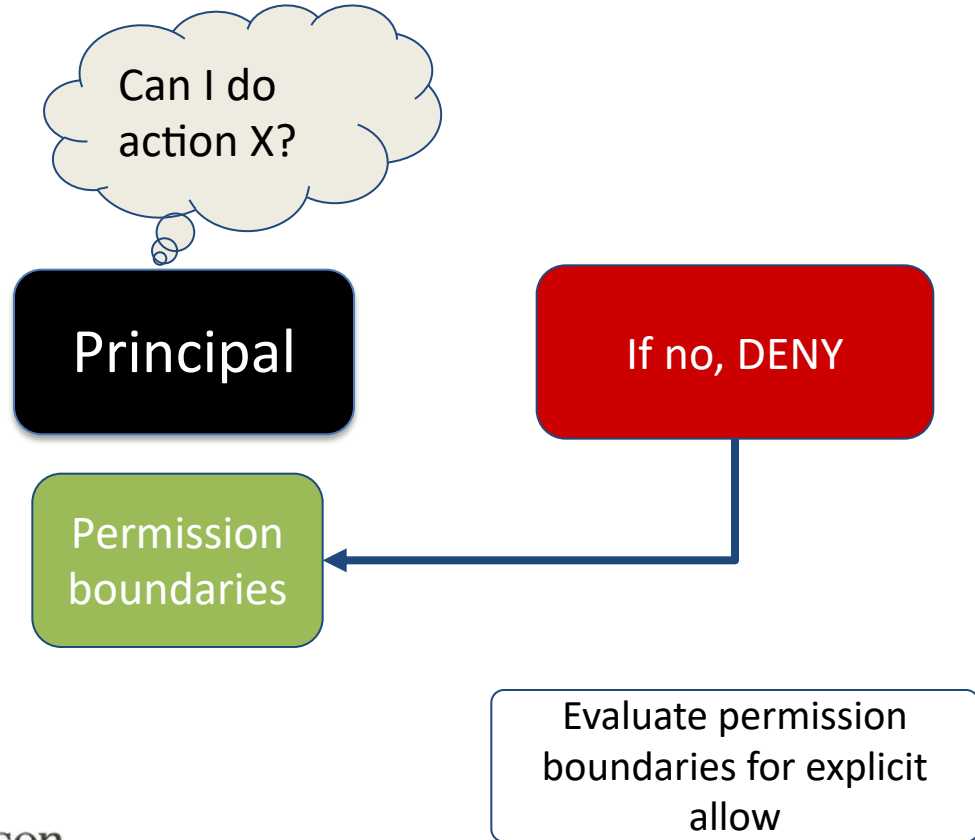 Can I do
action X?
Principal
If no, DENY
Permission
boundaries
Evaluate permission
boundaries for explicit
allow